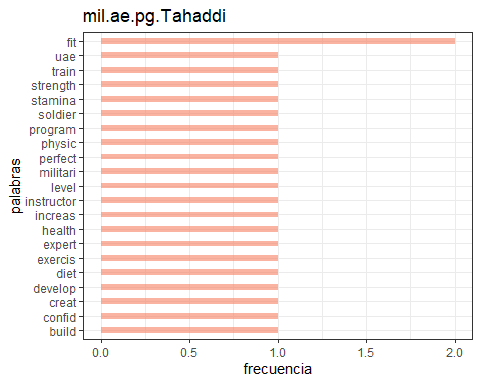 mil.ae.pg.Tahaddi
palabras
fit
uae
train
strength
stamina
soldier
program
physic
perfect
militari
level
instructor
increas
health
expert
exercis
diet
develop
creat
confid
build
0.0 0.5 1.0 1.5 2.0
frecuencia